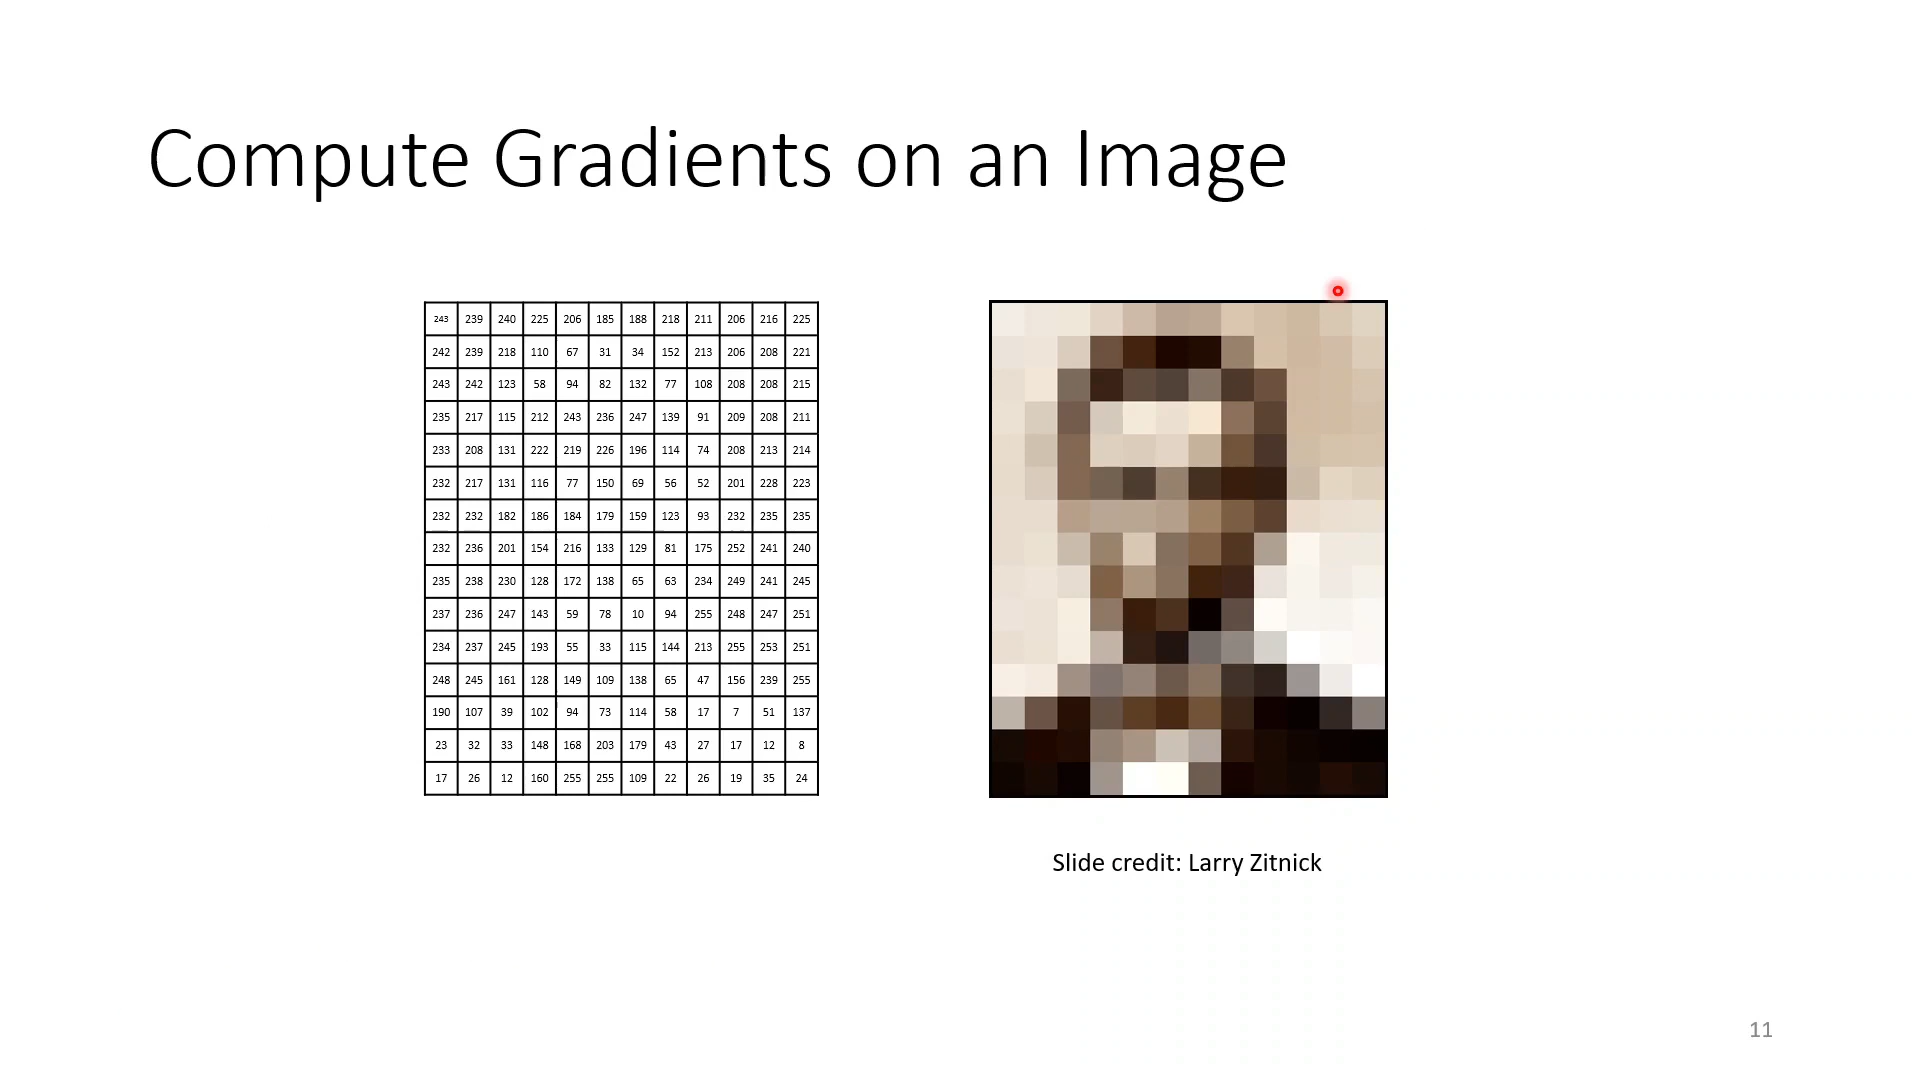 Compute Gradients on an Image
243 239 240 225 206 185 188 218 211 206 216 225
242 239 218 110 67 31 34 152 213 206 208 221
243 242 123 58 94 82 132 77 108 208 208 215
235 217 115 212 243 236 247 139 91 209 208 211
233 208 131 222 219 226 196 114 74 208 213 214
232 217 131 116 77 150 69 56 52 201 228 223
232 232 182 186 184 179 159 123 93 232 235 235
232 236 201 154 216 133 129 81 175 252 241 240
235 238 230 128 172 138 65 63 234 249 241 245
237 236 247 143 59 78 10 94 255 248 247 251
234 237 245 193 55 33 115 144 213 255 253 251
248 245 161 128 149 109 138 65 47 156 239 255
190 107 39 102 94 73 114 58 17 7 51 137
23 32 33 148 168 203 179 43 27 17 12 8
17 26 12 160 255 255 109 22 26 19 35 24
Slide credit: Larry Zitnick
11